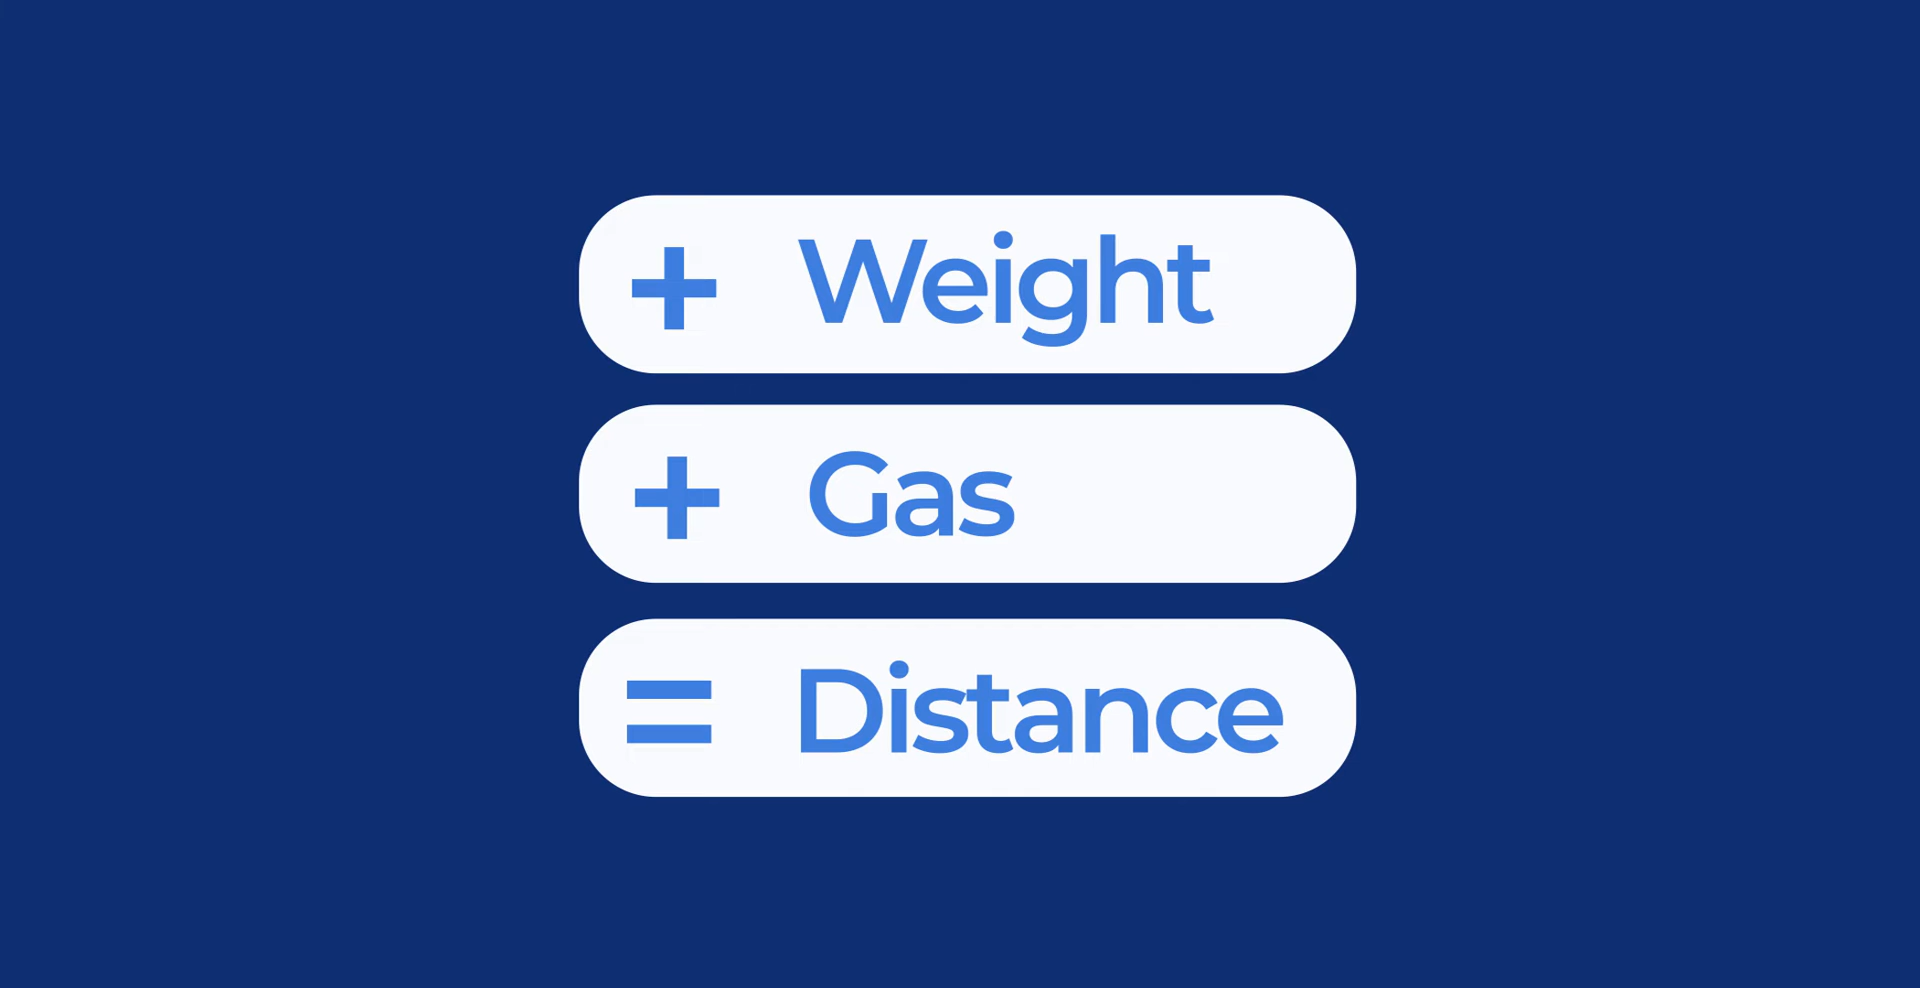 + Weight
+ Gas
= Distance